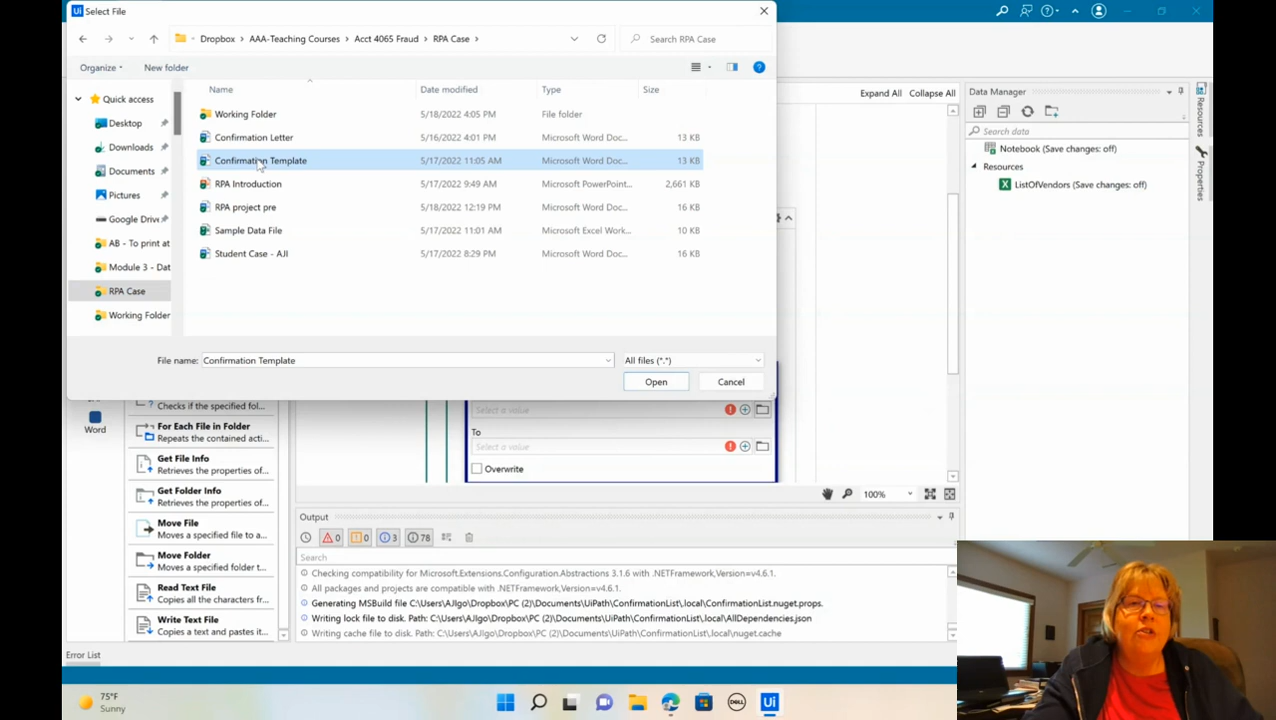 Ui Select File
Dropbox > AAA-Teaching Courses > Acct 4065 Fraud > RPA Case >
Search RPA Case
Organize
New folder
Name
Date modified
Type
Size
Quick access
Desktop
Downloads
Documents
Pictures
Google Drive
AB - To print at
Module 3 - Dat
RPA Case
Working Folder
Working Folder 5/18/2022 4:05 PM File folder
Confirmation Letter 5/16/2022 4:01 PM Microsoft Word Doc... 13 KB
Confirmation Template 5/17/2022 11:05 AM Microsoft Word Doc... 13 KB
RPA Introduction 5/17/2022 9:49 AM Microsoft PowerPoint... 2,661 KB
RPA project pre 5/18/2022 12:19 PM Microsoft Word Doc... 16 KB
Sample Data File 5/17/2022 11:01 AM Microsoft Excel Work... 10 KB
Student Case - AJI 5/17/2022 8:29 PM Microsoft Word Doc... 16 KB
File name: Confirmation Template
All files (*.*)
Open
Cancel
Expand All Collapse All
Data Manager
Search data
Notebook (Save changes: off)
Resources
ListOfVendors (Save changes: off)
Resources
Properties
Word
Checks if the specified fol...
For Each File in Folder
Repeats the contained acti...
Get File Info
Retrieves the properties of...
Get Folder Info
Retrieves the properties of...
Move File
Moves a specified file to a...
Move Folder
Moves a specified folder t...
Read Text File
Copies all the characters fr...
Write Text File
Copies a text and pastes it...
Select a value
To
Select a value
Overwrite
100%
Output
0 0 3 78
Search
Checking compatibility for Microsoft.Extensions.Configuration.Abstractions 3.1.6 with .NETFramework,Version=v4.6.1.
All packages and projects are compatible with .NETFramework,Version=v4.6.1.
Generating MSBuild file C:\Users\AJIgo\Dropbox\PC (2)\Documents\UiPath\ConfirmationList\.local\ConfirmationList.nuget.props.
Writing lock file to disk. Path: C:\Users\AJIgo\Dropbox\PC (2)\Documents\UiPath\ConfirmationList\.local\AllDependencies.json
Writing cache file to disk. Path: C:\Users\AJIgo\Dropbox\PC (2)\Documents\UiPath\ConfirmationList\.local\nuget.cache
Error List
75°F
Sunny
DELL
Ui